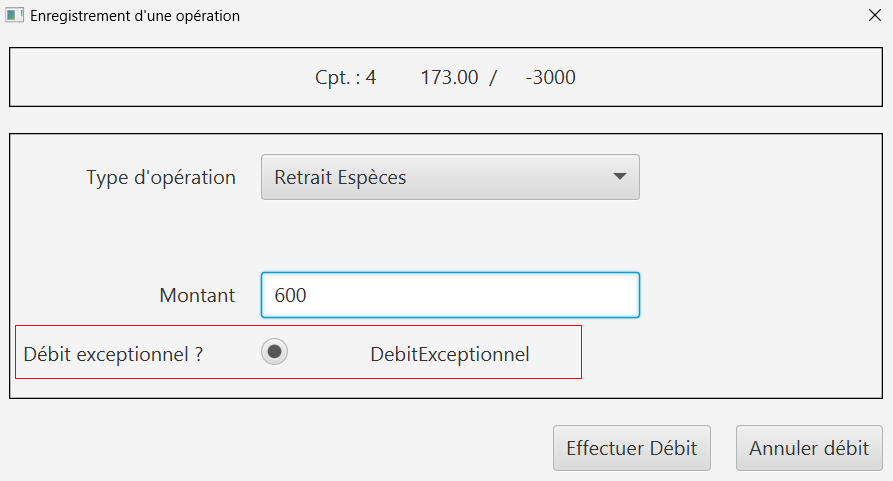 Enregistrement d'une opération
Cpt. : 4 173.00 / -3000
Type d'opération Retrait Espèces
Montant 600
Débit exceptionnel ? DebitExceptionnel
Effectuer Débit Annuler débit